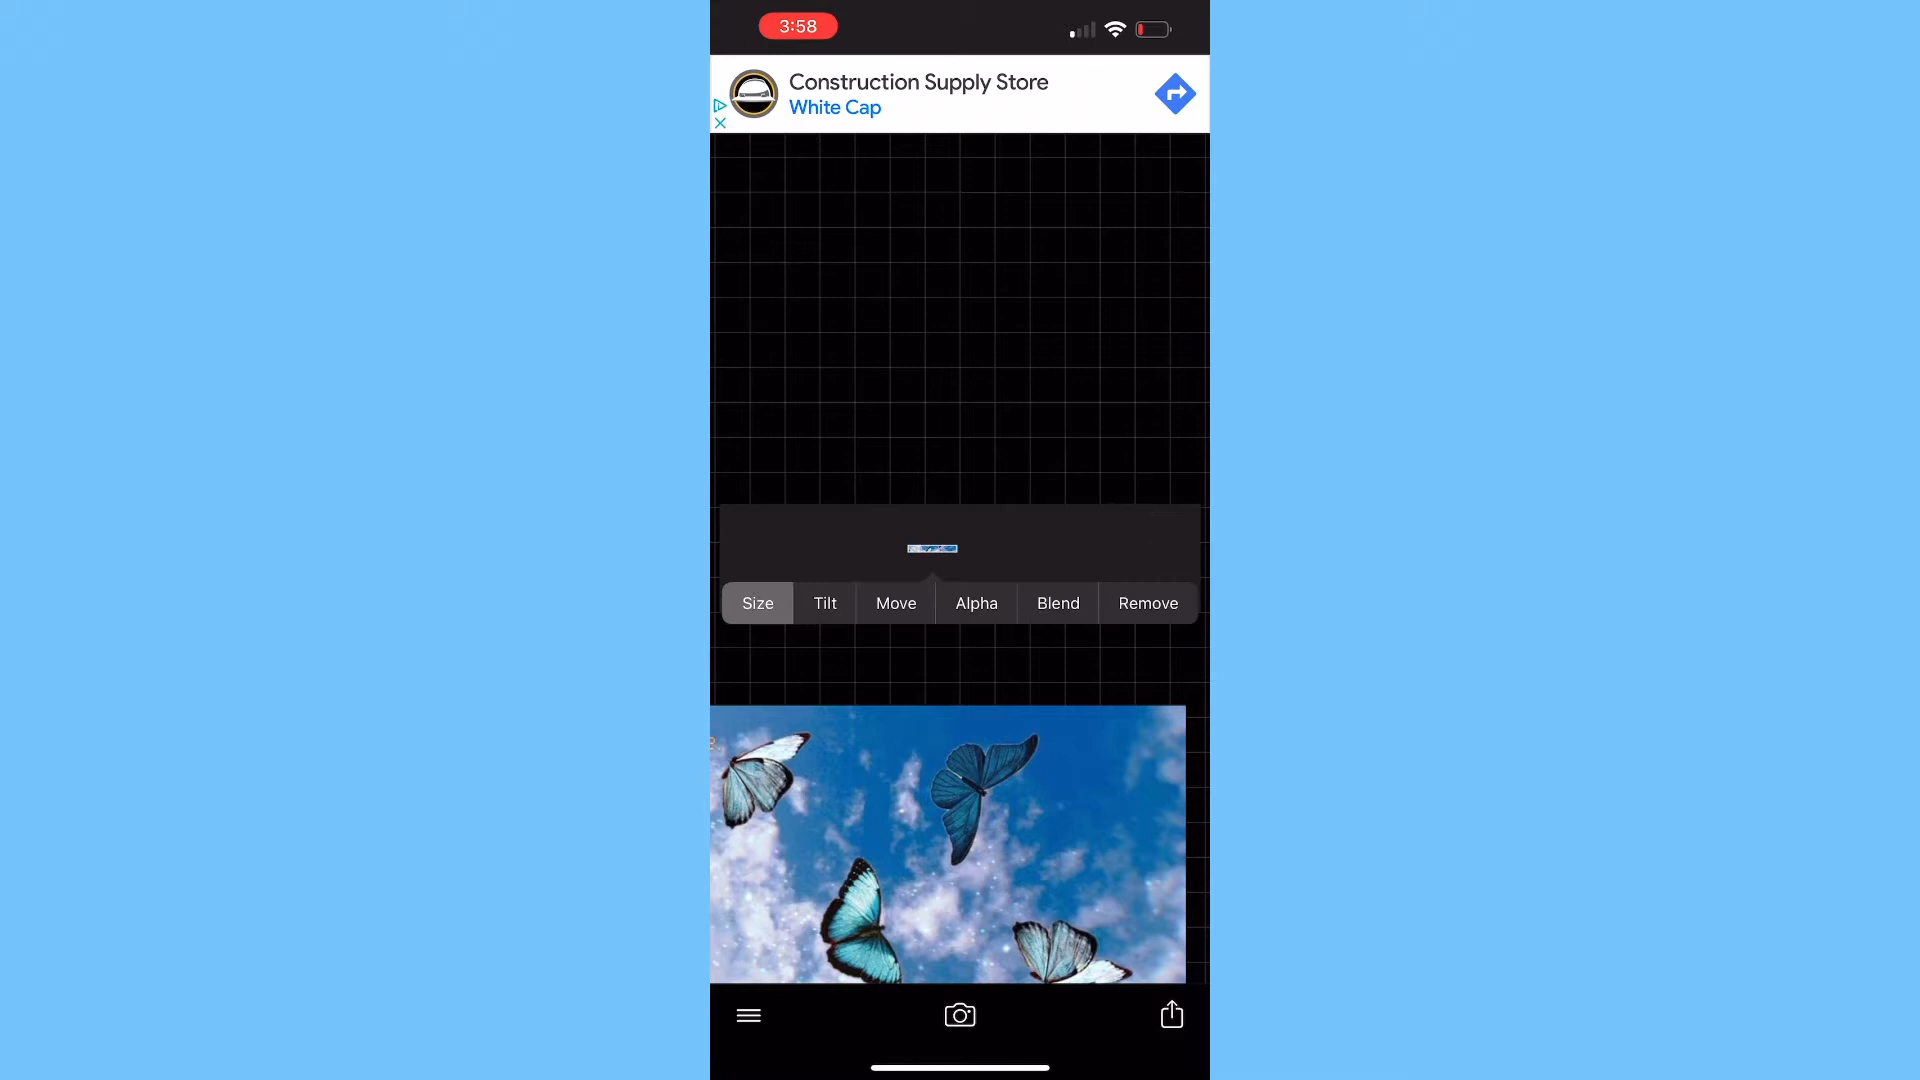 3:58
Construction Supply Store
White Cap
Size Tilt Move Alpha Blend Remove